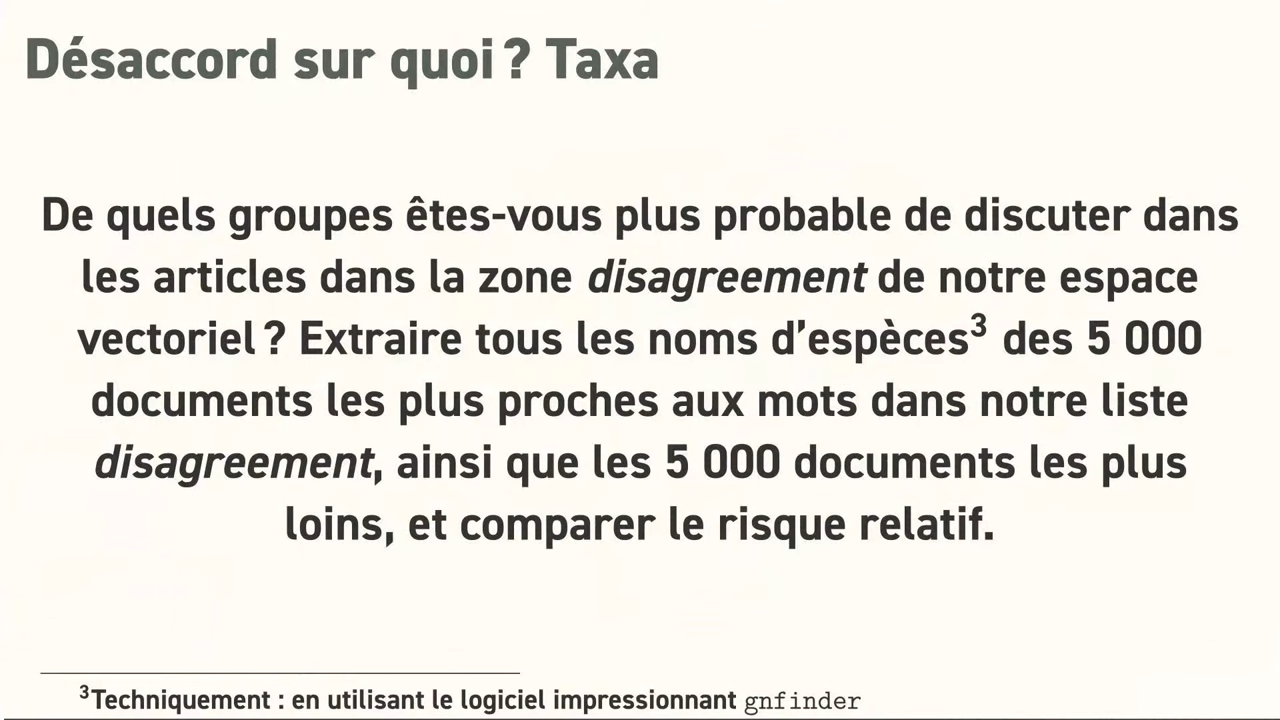 Désaccord sur quoi ? Taxa
De quels groupes êtes-vous plus probable de discuter dans
les articles dans la zone disagreement de notre espace
vectoriel ? Extraire tous les noms d’espèces³ des 5 000
documents les plus proches aux mots dans notre liste
disagreement, ainsi que les 5 000 documents les plus
loins, et comparer le risque relatif.
³Techniquement : en utilisant le logiciel impressionnant gnfinder